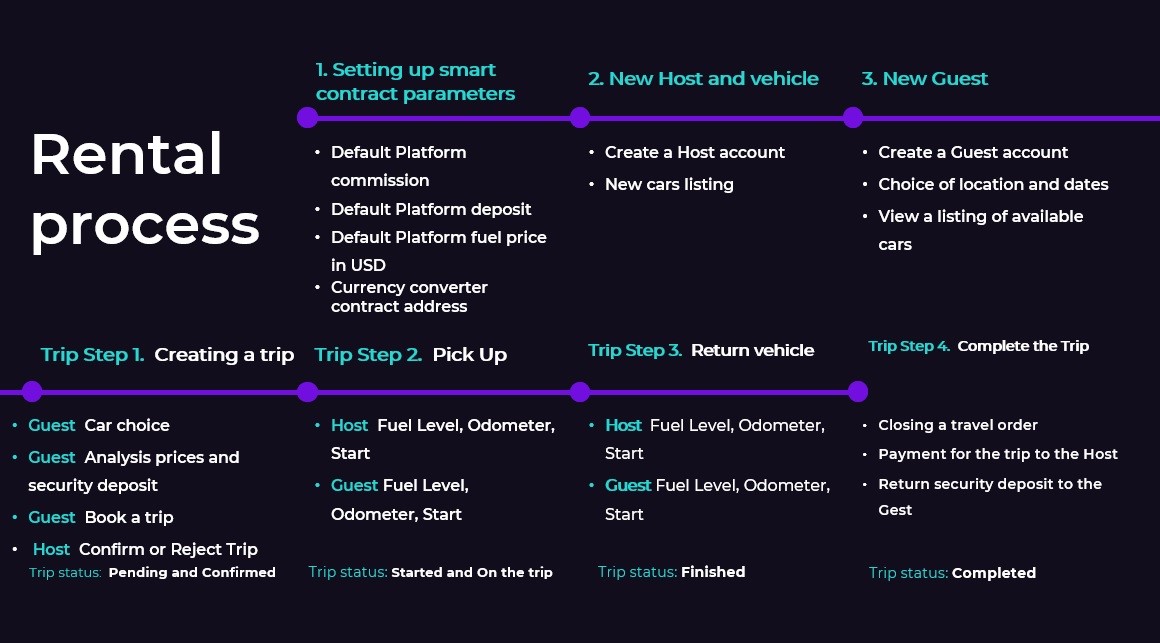 Rental
process
1. Setting up smart
contract parameters
• Default Platform
commission
• Default Platform deposit
• Default Platform fuel price
in USD
• Currency converter
contract address
2. New Host and vehicle
• Create a Host account
• New cars listing
3. New Guest
• Create a Guest account
• Choice of location and dates
• View a listing of available
cars
Trip Step 1. Creating a trip
• Guest Car choice
• Guest Analysis prices and
security deposit
• Guest Book a trip
• Host Confirm or Reject Trip
Trip status: Pending and Confirmed
Trip Step 2. Pick Up
• Host Fuel Level, Odometer,
Start
• Guest Fuel Level,
Odometer, Start
Trip status: Started and On the trip
Trip Step 3. Return vehicle
• Host Fuel Level, Odometer,
Start
• Guest Fuel Level, Odometer,
Start
Trip status: Finished
Trip Step 4. Complete the Trip
• Closing a travel order
• Payment for the trip to the Host
• Return security deposit to the
Gest
Trip status: Completed